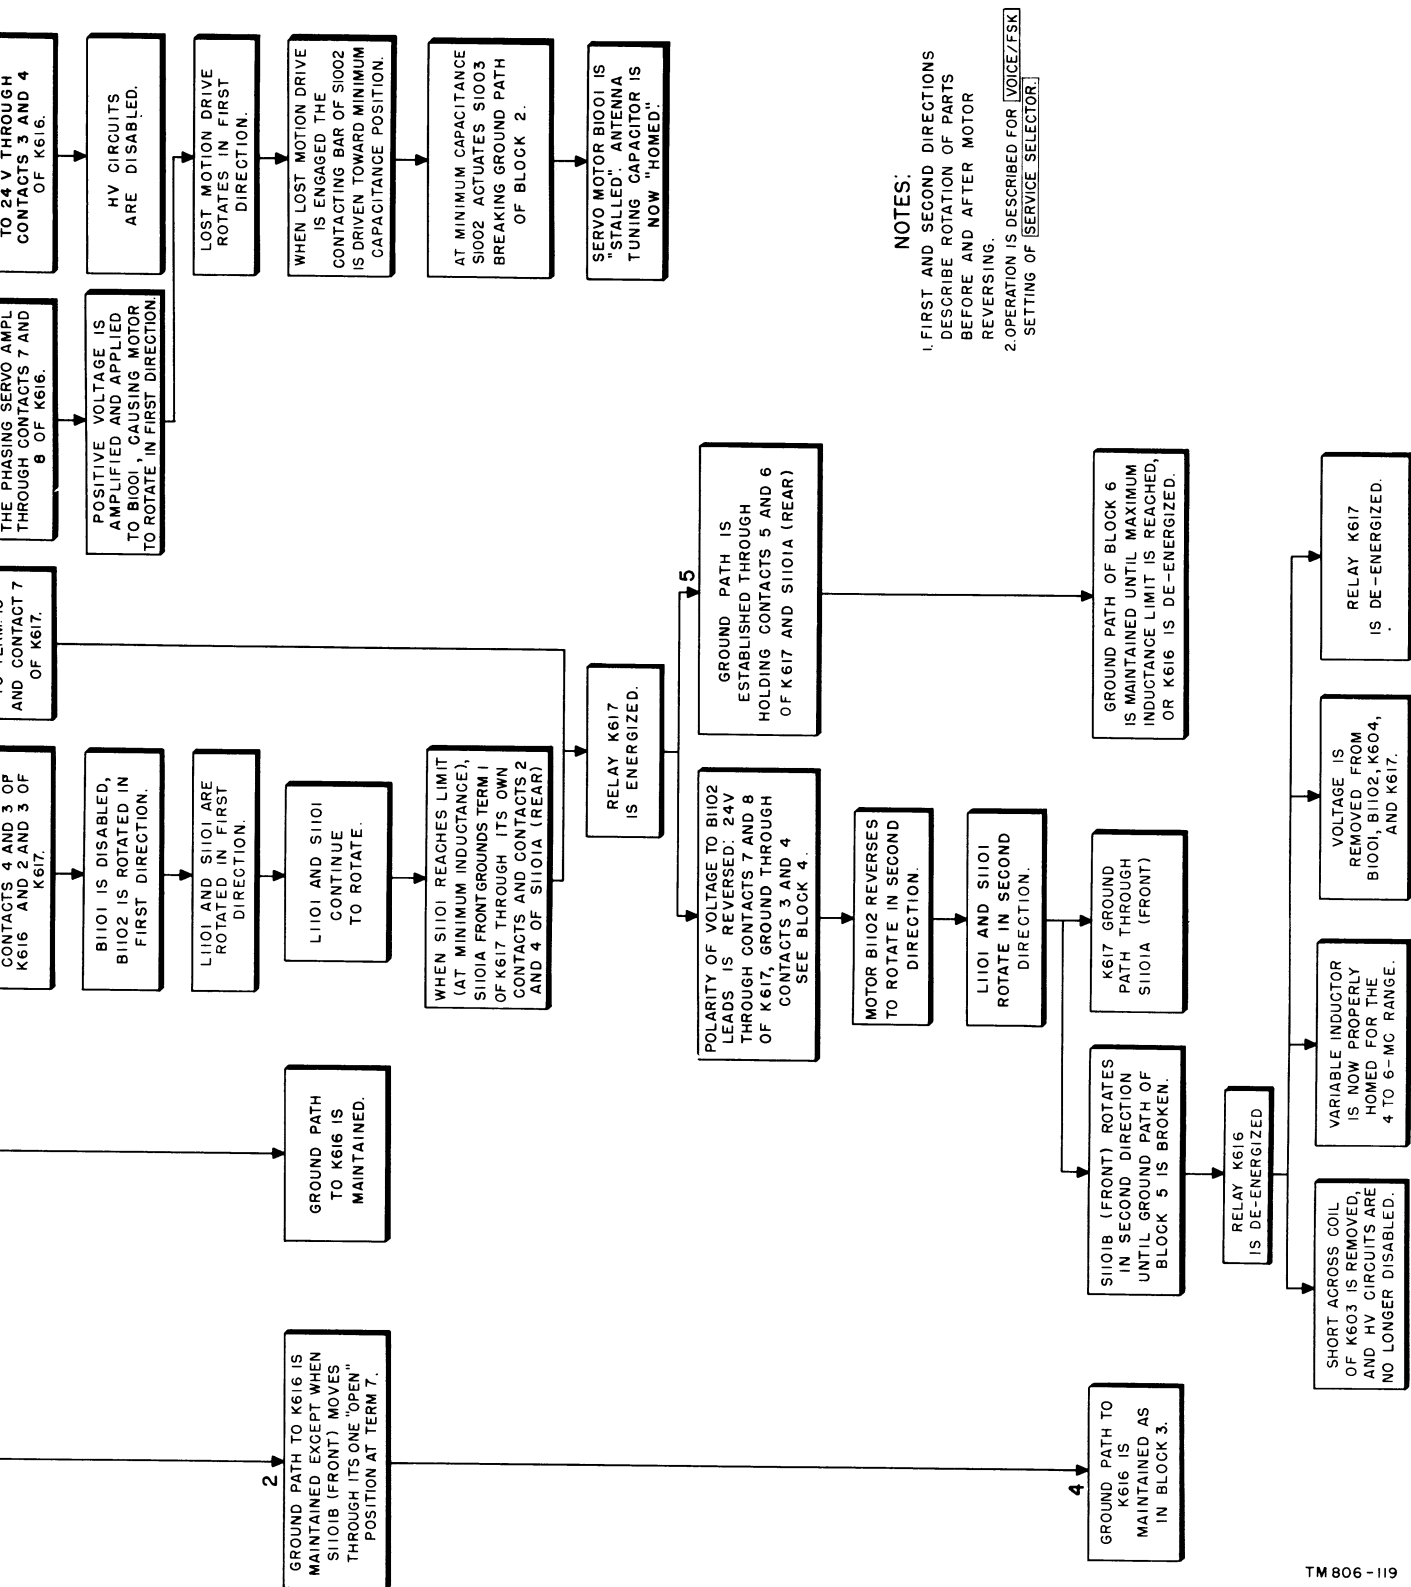 TO 24 V THROUGH
CONTACTS 3 AND 4
OF K616.
HV CIRCUITS
ARE DISABLED.
LOST MOTION DRIVE
ROTATES IN FIRST
DIRECTION.
WHEN LOST MOTION DRIVE
IS ENGAGED THE
CONTACTING BAR OF S1002
IS DRIVEN TOWARD MINIMUM
CAPACITANCE POSITION.
AT MINIMUM CAPACITANCE
S1002 ACTUATES S1003
BREAKING GROUND PATH
OF BLOCK 2.
SERVO MOTOR B1001 IS
"STALLED". ANTENNA
TUNING CAPACITOR IS
NOW "HOMED".
THE PHASING SERVO AMPL
THROUGH CONTACTS 7 AND
8 OF K616.
POSITIVE VOLTAGE IS
AMPLIFIED AND APPLIED
TO B1001, CAUSING MOTOR
TO ROTATE IN FIRST DIRECTION.
NOTES:
1. FIRST AND SECOND DIRECTIONS
DESCRIBE ROTATION OF PARTS
BEFORE AND AFTER MOTOR
REVERSING.
2. OPERATION IS DESCRIBED FOR VOICE/FSK
SETTING OF SERVICE SELECTOR.
AND CONTACT 7
OF K617.
CONTACTS 4 AND 3 OF
K616 AND 2 AND 3 OF
K617.
B1101 IS DISABLED,
B1102 IS ROTATED IN
FIRST DIRECTION.
L1101 AND S1101 ARE
ROTATED IN FIRST
DIRECTION.
L1101 AND S1101
CONTINUE
TO ROTATE.
WHEN S1101 REACHES LIMIT
(AT MINIMUM INDUCTANCE),
S1101A FRONT GROUNDS TERM 1
OF K617 THROUGH ITS OWN
CONTACTS AND CONTACTS 2
AND 4 OF S1101A (REAR)
RELAY K617
IS ENERGIZED.
5
GROUND PATH IS
ESTABLISHED THROUGH
HOLDING CONTACTS 5 AND 6
OF K617 AND S1101A (REAR)
GROUND PATH OF BLOCK 6
IS MAINTAINED UNTIL MAXIMUM
INDUCTANCE LIMIT IS REACHED,
OR K616 IS DE-ENERGIZED.
POLARITY OF VOLTAGE TO B1102
LEADS IS REVERSED: 24V
THROUGH CONTACTS 7 AND 8
OF K617, GROUND THROUGH
CONTACTS 3 AND 4
SEE BLOCK 4.
MOTOR B1102 REVERSES
TO ROTATE IN SECOND
DIRECTION.
L1101 AND S1101
ROTATE IN SECOND
DIRECTION.
K617 GROUND
PATH THROUGH
S1101A (FRONT)
GROUND PATH
TO K616 IS
MAINTAINED.
S1101B (FRONT) ROTATES
IN SECOND DIRECTION
UNTIL GROUND PATH OF
BLOCK 5 IS BROKEN.
RELAY K616
IS DE-ENERGIZED
RELAY K617
IS DE-ENERGIZED.
VOLTAGE IS
REMOVED FROM
B1001, B1102, K604,
AND K617.
VARIABLE INDUCTOR
IS NOW PROPERLY
HOMED FOR THE
4 TO 6-MC RANGE.
SHORT ACROSS COIL
OF K603 IS REMOVED,
AND HV CIRCUITS ARE
NO LONGER DISABLED.
2
GROUND PATH TO K616 IS
MAINTAINED EXCEPT WHEN
S1101B (FRONT) MOVES
THROUGH ITS ONE "OPEN"
POSITION AT TERM 7.
4
GROUND PATH TO
K616 IS
MAINTAINED AS
IN BLOCK 3.
TM 806-119